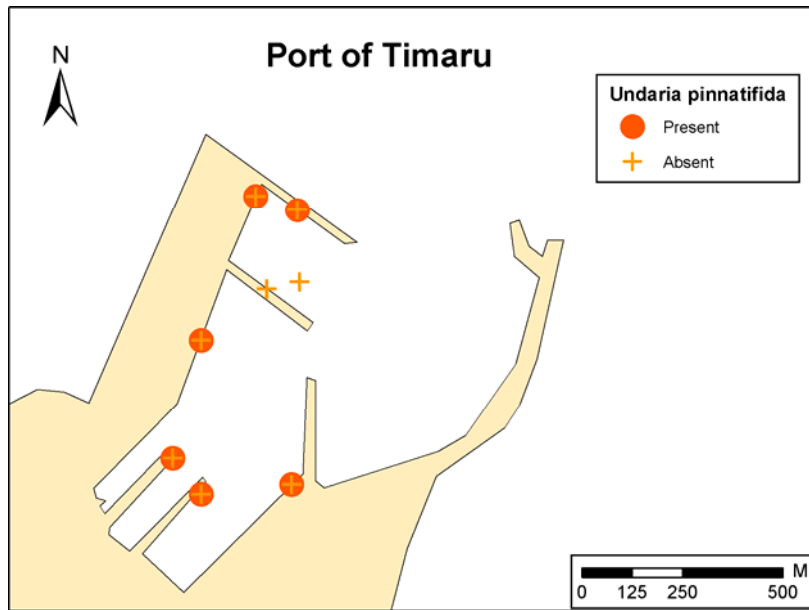 Port of Timaru
N
Undaria pinnatifida
Present
Absent
M
0 125 250 500